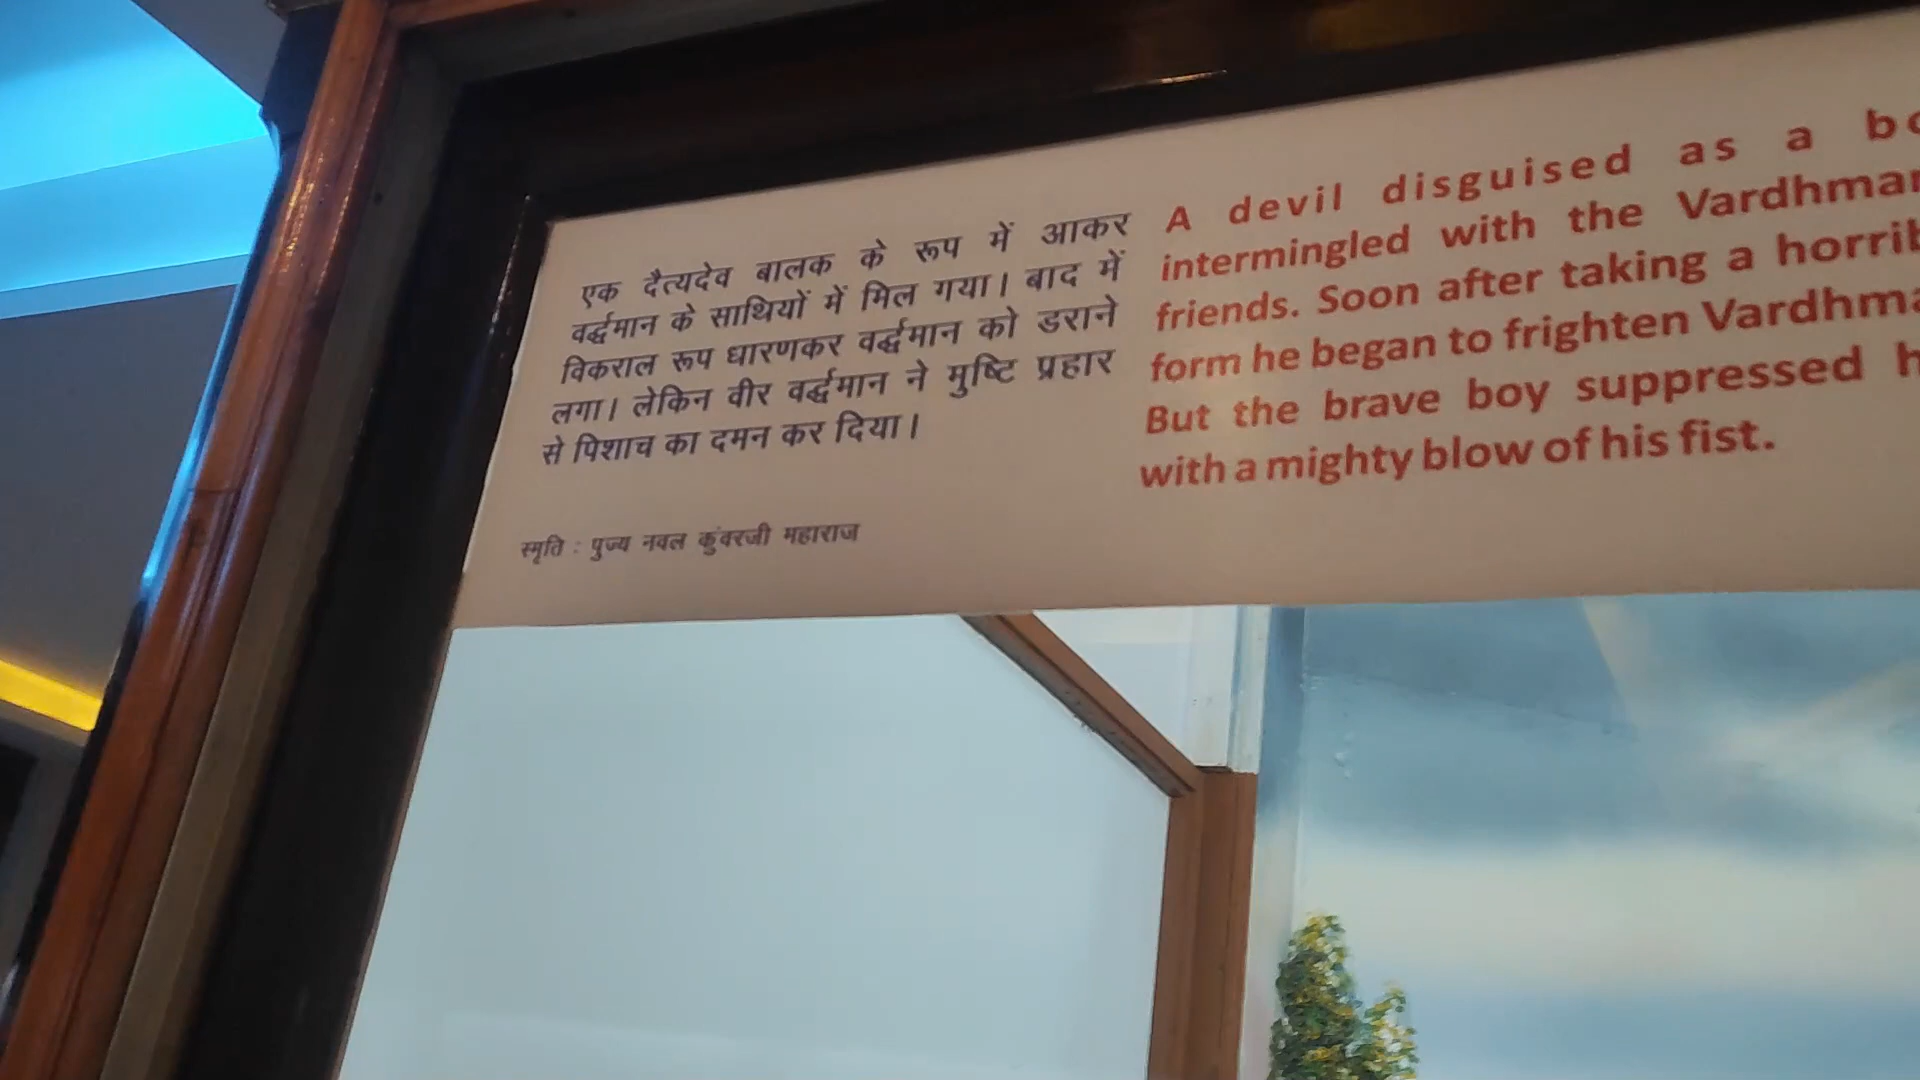 एक दैत्यदेव बालक के रूप में आकर
वर्द्धमान के साथियों में मिल गया। बाद में
विकराल रूप धारणकर वर्द्धमान को डराने
लगा। लेकिन वीर वर्द्धमान ने मुष्टि प्रहार
से पिशाच का दमन कर दिया।
स्मृति : पुज्य नवल कुंवरजी महाराज
A devil disguised as a
intermingled with the
friends. Soon after taking a
form he began to frighten
But the brave boy suppressed
with a mighty blow of his fist.